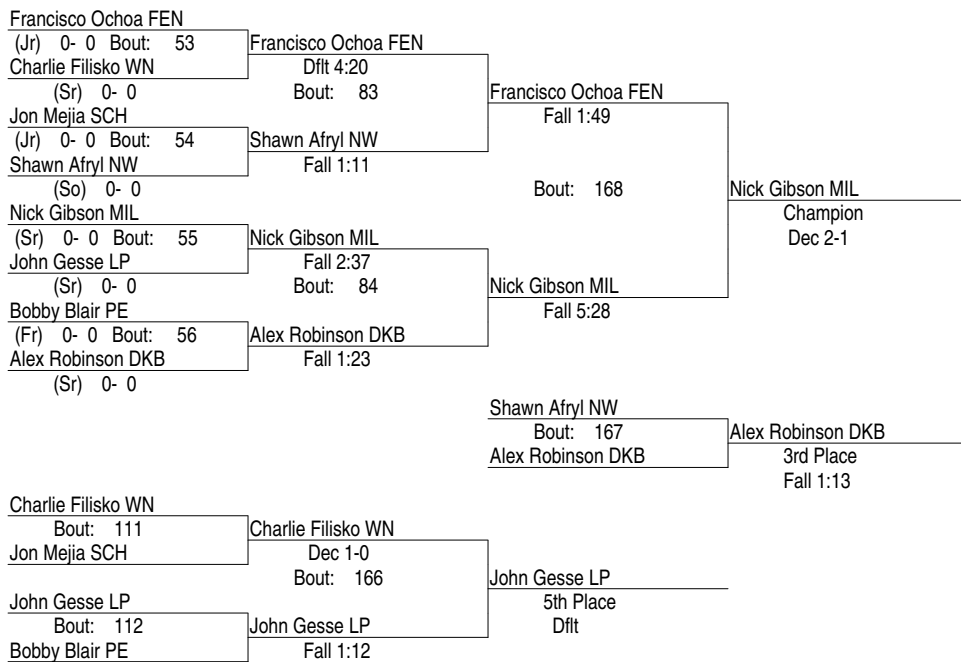 Francisco Ochoa FEN
(Jr) 0- 0 Bout: 53 Francisco Ochoa FEN
Charlie Filisko WN Dflt 4:20
(Sr) 0- 0 Bout: 83 Francisco Ochoa FEN
Jon Mejia SCH Fall 1:49
(Jr) 0- 0 Bout: 54 Shawn Afryl NW
Shawn Afryl NW Fall 1:11
(So) 0- 0 Bout: 168 Nick Gibson MIL
Nick Gibson MIL Champion
(Sr) 0- 0 Bout: 55 Nick Gibson MIL Dec 2-1
John Gesse LP Fall 2:37
(Sr) 0- 0 Bout: 84 Nick Gibson MIL
Bobby Blair PE Fall 5:28
(Fr) 0- 0 Bout: 56 Alex Robinson DKB
Alex Robinson DKB Fall 1:23
(Sr) 0- 0
Shawn Afryl NW
Bout: 167 Alex Robinson DKB
Alex Robinson DKB 3rd Place
Fall 1:13
Charlie Filisko WN
Bout: 111 Charlie Filisko WN
Jon Mejia SCH Dec 1-0
Bout: 166 John Gesse LP
John Gesse LP 5th Place
Bout: 112 John Gesse LP Dflt
Bobby Blair PE Fall 1:12